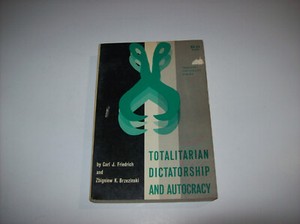 by Carl J. Friedrich
and
Zbigniew K. Brzezinski
TOTALITARIAN
DICTATORSHIP
AND AUTOCRACY